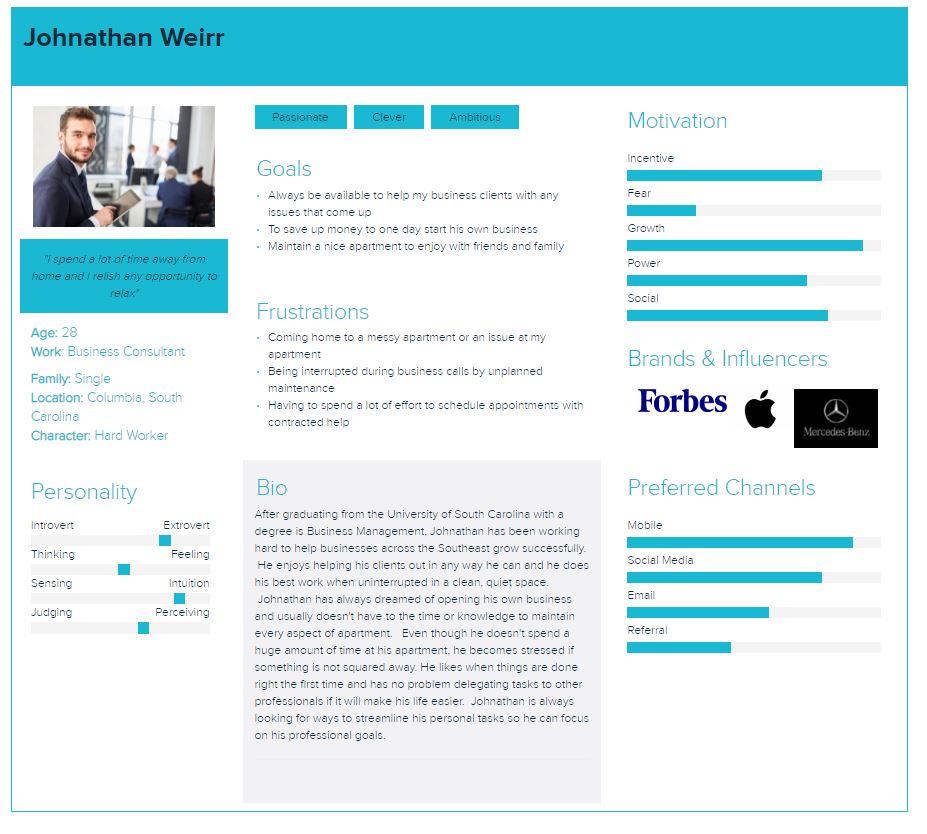 Johnathan Weirr
"I spend a lot of time away from
home and I relish any opportunity to
relax"
Age: 28
Work: Business Consultant
Family: Single
Location: Columbia, South
Carolina
Character: Hard Worker
Personality
Introvert Extrovert
Thinking Feeling
Sensing Intuition
Judging Perceiving
Passionate Clever Ambitious
Goals
• Always be available to help my business clients with any
issues that come up
• To save up money to one day start his own business
• Maintain a nice apartment to enjoy with friends and family
Frustrations
• Coming home to a messy apartment or an issue at my
apartment
• Being interrupted during business calls by unplanned
maintenance
• Having to spend a lot of effort to schedule appointments with
contracted help
Bio
After graduating from the University of South Carolina with a
degree is Business Management, Johnathan has been working
hard to help businesses across the Southeast grow successfully.
He enjoys helping his clients out in any way he can and he does
his best work when uninterrupted in a clean, quiet space.
Johnathan has always dreamed of opening his own business
and usually doesn't have to the time or knowledge to maintain
every aspect of apartment. Even though he doesn't spend a
huge amount of time at his apartment, he becomes stressed if
something is not squared away. He likes when things are done
right the first time and has no problem delegating tasks to other
professionals if it will make his life easier. Johnathan is always
looking for ways to streamline his personal tasks so he can focus
on his professional goals.
Motivation
Incentive
Fear
Growth
Power
Social
Brands & Influencers
Forbes
Mercedes-Benz
Preferred Channels
Mobile
Social Media
Email
Referral